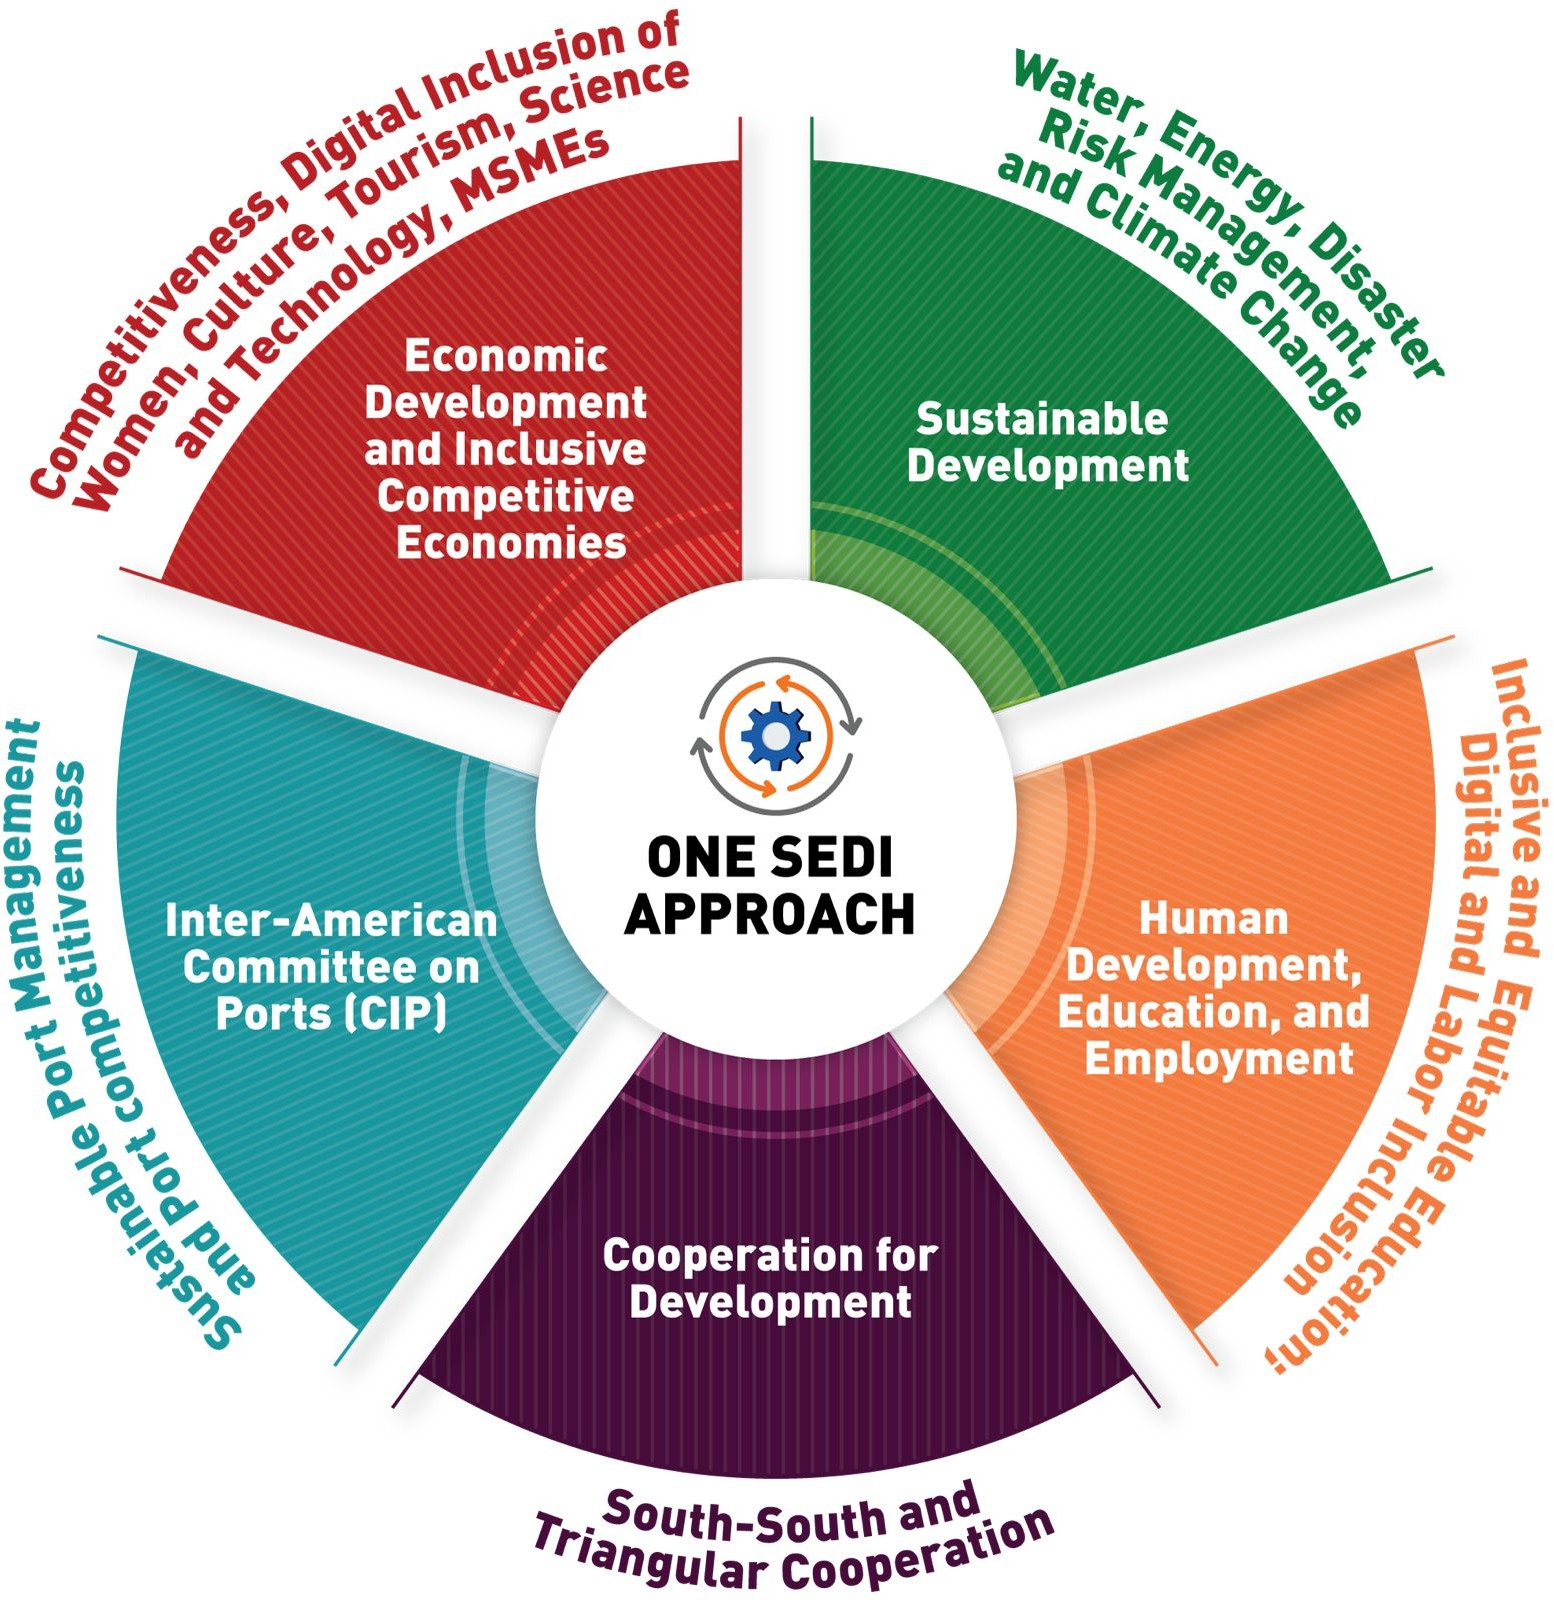 Competitiveness, Digital Inclusion of
Women, Culture, Tourism, Science
and Technology, MSMEs
Economic
Development
and Inclusive
Competitive
Economies
Water, Energy, Disaster
Risk Management,
and Climate Change
Sustainable
Development
Inclusive and Equitable Education;
Digital and Labor Inclusion
Human
Development,
Education, and
Employment
South-South and
Triangular Cooperation
Cooperation for
Development
Sustainable Port Management
and Port competitiveness
Inter-American
Committee on
Ports (CIP)
ONE SEDI
APPROACH